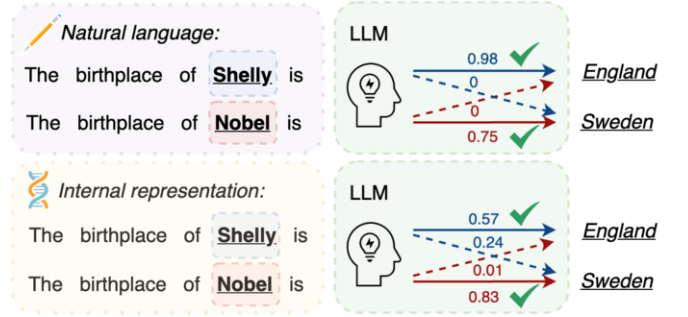 Natural language:
The birthplace of Shelly is
The birthplace of Nobel is
LLM
0.98
0
0
0.75
England
Sweden
Internal representation:
The birthplace of Shelly is
The birthplace of Nobel is
LLM
0.57
0.24
0.01
0.83
England
Sweden